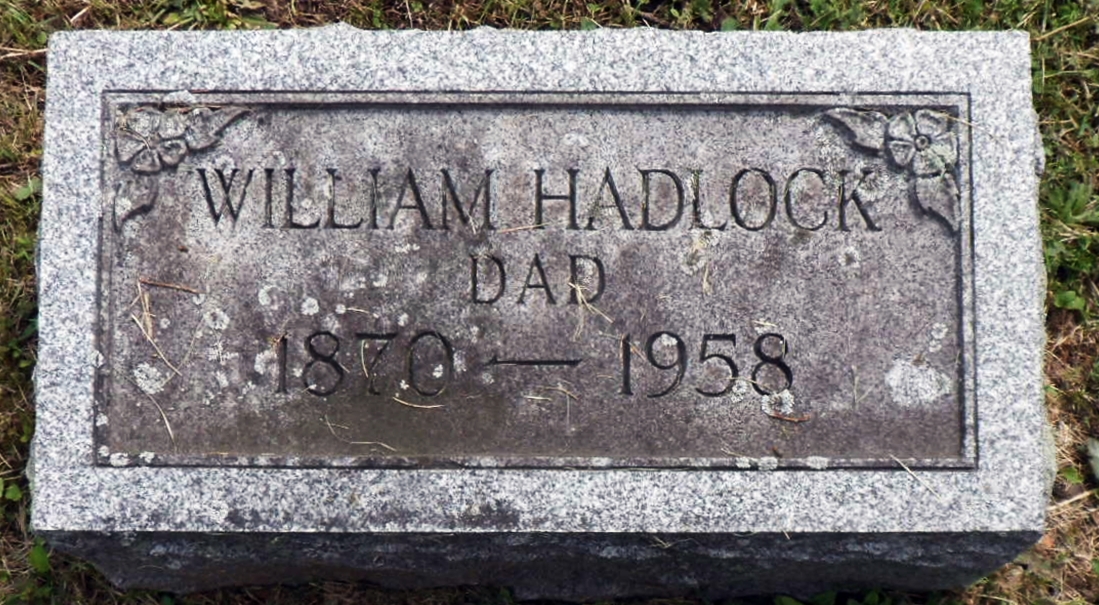 WILLIAM HADLOCK
DAD
1870 — 1958